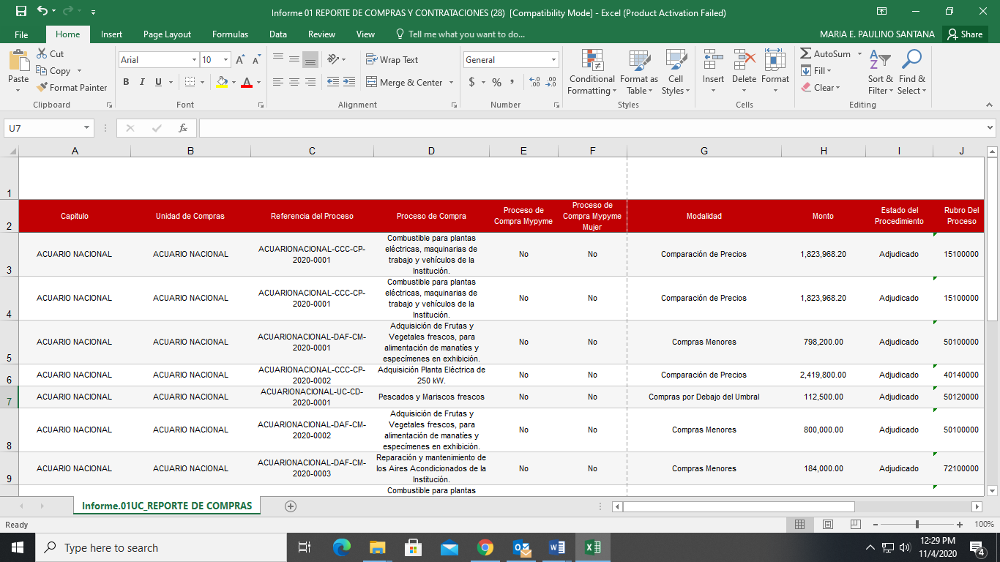 Informe 01 REPORTE DE COMPRAS Y CONTRATACIONES (28) [Compatibility Mode] - Excel (Product Activation Failed)
File Home Insert Page Layout Formulas Data Review View Tell me what you want to do... MARIA E. PAULINO SANTANA Share
Paste
Cut
Copy
Format Painter
Clipboard
Arial 10
B I U
Font
Wrap Text
Merge & Center
Alignment
General
$ % ,
Number
Conditional Formatting
Format as Table
Cell Styles
Styles
Insert Delete Format
Cells
AutoSum
Fill
Clear
Sort & Filter
Find & Select
Editing
U7 fx
A B C D E F G H I J
1
2 Capitulo Unidad de Compras Referencia del Proceso Proceso de Compra Proceso de Compra Mypyme Proceso de Compra Mypyme Mujer Modalidad Monto Estado del Procedimiento Rubro Del Proceso
3 ACUARIO NACIONAL ACUARIO NACIONAL ACUARIONACIONAL-CCC-CP-2020-0001 Combustible para plantas eléctricas, maquinarias de trabajo y vehículos de la Institución. No No Comparación de Precios 1,823,968.20 Adjudicado 15100000
4 ACUARIO NACIONAL ACUARIO NACIONAL ACUARIONACIONAL-CCC-CP-2020-0001 Combustible para plantas eléctricas, maquinarias de trabajo y vehículos de la Institución. No No Comparación de Precios 1,823,968.20 Adjudicado 15100000
5 ACUARIO NACIONAL ACUARIO NACIONAL ACUARIONACIONAL-DAF-CM-2020-0001 Adquisición de Frutas y Vegetales frescos, para alimentación de manatíes y especímenes en exhibición. No No Compras Menores 798,200.00 Adjudicado 50100000
6 ACUARIO NACIONAL ACUARIO NACIONAL ACUARIONACIONAL-CCC-CP-2020-0002 Adquisición Planta Eléctrica de 250 kW. No No Comparación de Precios 2,419,800.00 Adjudicado 40140000
7 ACUARIO NACIONAL ACUARIO NACIONAL ACUARIONACIONAL-UC-CD-2020-0001 Pescados y Mariscos frescos No No Compras por Debajo del Umbral 112,500.00 Adjudicado 50120000
8 ACUARIO NACIONAL ACUARIO NACIONAL ACUARIONACIONAL-DAF-CM-2020-0002 Adquisición de Frutas y Vegetales frescos, para alimentación de manatíes y especímenes en exhibición. No No Compras Menores 800,000.00 Adjudicado 50100000
9 ACUARIO NACIONAL ACUARIO NACIONAL ACUARIONACIONAL-DAF-CM-2020-0003 Reparación y mantenimiento de los Aires Acondicionados de la Institución. No No Compras Menores 184,000.00 Adjudicado 72100000
Combustible para plantas
Informe.01UC_REPORTE DE COMPRAS
Ready 100%
Type here to search
12:29 PM
11/4/2020
4